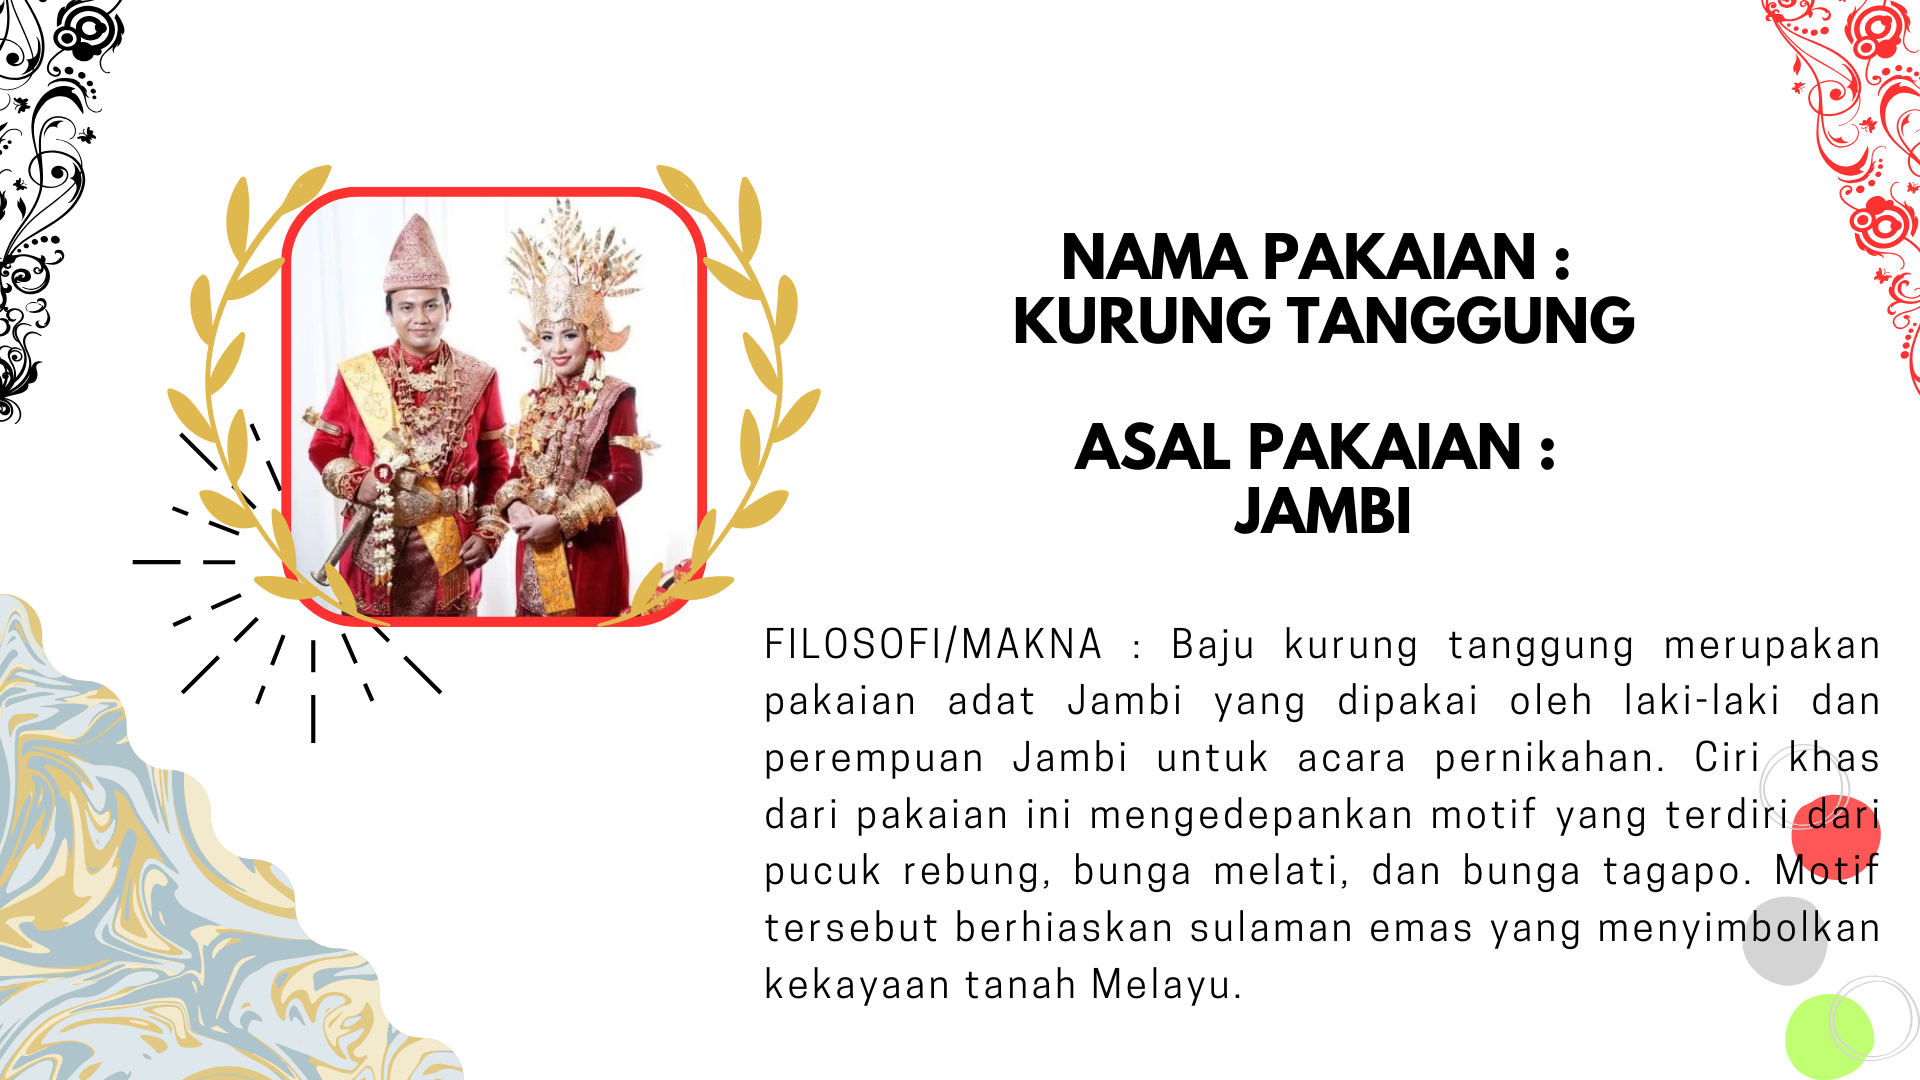 NAMA PAKAIAN :
KURUNG TANGGUNG
ASAL PAKAIAN :
JAMBI
FILOSOFI/MAKNA : Baju kurung tanggung merupakan
pakaian adat Jambi yang dipakai oleh laki-laki dan
perempuan Jambi untuk acara pernikahan. Ciri khas
dari pakaian ini mengedepankan motif yang terdiri dari
pucuk rebung, bunga melati, dan bunga tagapo. Motif
tersebut berhiaskan sulaman emas yang menyimbolkan
kekayaan tanah Melayu.